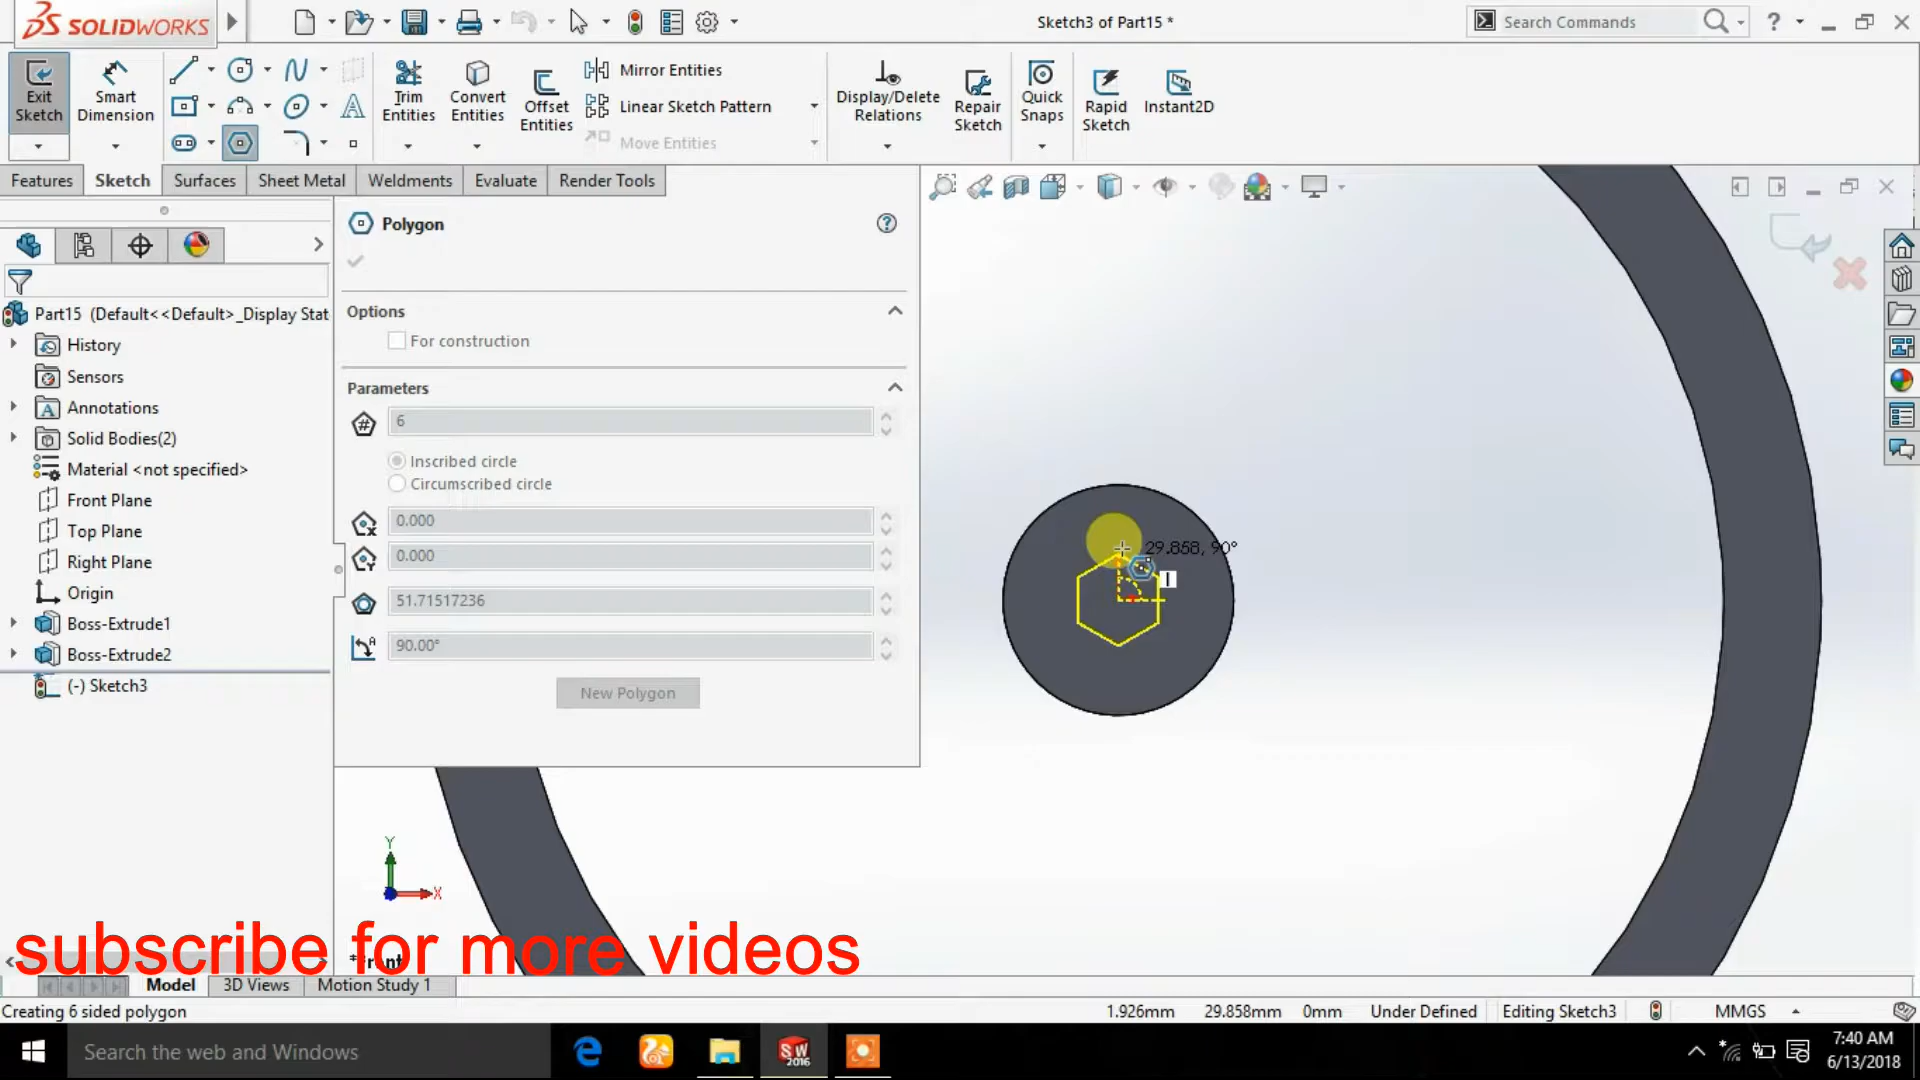 SOLIDWORKS
Sketch3 of Part15 *
Search Commands
Exit Sketch
Smart Dimension
Trim Entities
Convert Entities
Offset Entities
Mirror Entities
Linear Sketch Pattern
Move Entities
Display/Delete Relations
Repair Sketch
Quick Snaps
Rapid Sketch
Instant2D
Features
Sketch
Surfaces
Sheet Metal
Weldments
Evaluate
Render Tools
Polygon
Options
For construction
Parameters
6
Inscribed circle
Circumscribed circle
0.000
0.000
51.71517236
90.00°
New Polygon
Part15 (Default<<Default>_Display Stat
History
Sensors
Annotations
Solid Bodies(2)
Material <not specified>
Front Plane
Top Plane
Right Plane
Origin
Boss-Extrude1
Boss-Extrude2
(-) Sketch3
29.858, 90°
Y
X
subscribe for more videos
*Front
Model
3D Views
Motion Study 1
Creating 6 sided polygon
1.926mm
29.858mm
0mm
Under Defined
Editing Sketch3
MMGS
Search the web and Windows
SW
2016
7:40 AM
6/13/2018